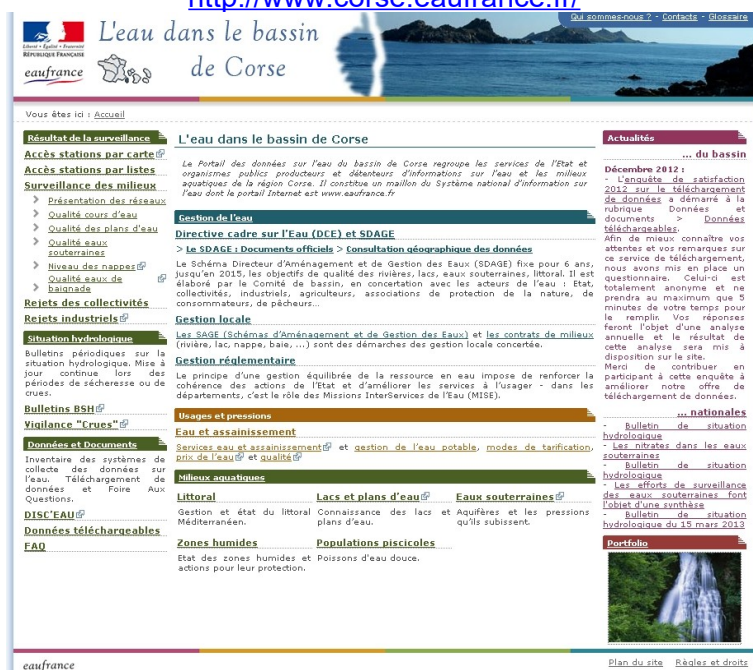 http://www.corse.eaufrance.fr/
Qui sommes-nous ? - Contacts - Glossaire
Liberté • Égalité • Fraternité
RÉPUBLIQUE FRANÇAISE
eaufrance
L'eau dans le bassin
de Corse
Vous êtes ici : Accueil
Résultat de la surveillance
Accès stations par carte
Accès stations par listes
Surveillance des milieux
Présentation des réseaux
Qualité cours d'eau
Qualité des plans d'eau
Qualité eaux
souterraines
Niveau des nappes
Qualité eaux de
baignade
Rejets des collectivités
Rejets industriels
Situation hydrologique
Bulletins périodiques sur la
situation hydrologique. Mise à
jour continue lors des
périodes de sécheresse ou de
crues.
Bulletins BSH
Vigilance "Crues"
Données et Documents
Inventaire des systèmes de
collecte des données sur
l'eau. Téléchargement de
données et Foire Aux
Questions.
DISC'EAU
Données téléchargeables
FAQ
L'eau dans le bassin de Corse
Le Portail des données sur l'eau du bassin de Corse regroupe les services de l'Etat et
organismes publics producteurs et détenteurs d'informations sur l'eau et les milieux
aquatiques de la région Corse. Il constitue un maillon du Système national d'information sur
l'eau dont le portail Internet est www.eaufrance.fr
Gestion de l'eau
Directive cadre sur l'Eau (DCE) et SDAGE
> Le SDAGE : Documents officiels > Consultation géographique des données
Le Schéma Directeur d'Aménagement et de Gestion des Eaux (SDAGE) fixe pour 6 ans,
jusqu'en 2015, les objectifs de qualité des rivières, lacs, eaux souterraines, littoral. Il est
élaboré par le Comité de bassin, en concertation avec les acteurs de l'eau : Etat,
collectivités, industriels, agriculteurs, associations de protection de la nature, de
consommateurs, de pêcheurs...
Gestion locale
Les SAGE (Schémas d'Aménagement et de Gestion des Eaux) et les contrats de milieux
(rivière, lac, nappe, baie, ...) sont des démarches des gestion locale concertée.
Gestion réglementaire
Le principe d'une gestion équilibrée de la ressource en eau impose de renforcer la
cohérence des actions de l'Etat et d'améliorer les services à l'usager - dans les
départements, c'est le rôle des Missions InterServices de l'Eau (MISE).
Usages et pressions
Eau et assainissement
Services eau et assainissement et gestion de l'eau potable, modes de tarification,
prix de l'eau et qualité
Milieux aquatiques
Littoral
Gestion et état du littoral
Méditerranéen.
Lacs et plans d'eau
Connaissance des lacs et
plans d'eau.
Eaux souterraines
Aquifères et les pressions
qu'ils subissent.
Zones humides
Etat des zones humides et
actions pour leur protection.
Populations piscicoles
Poissons d'eau douce.
Actualités
... du bassin
Décembre 2012 :
- L'enquête de satisfaction
2012 sur le téléchargement
de données a démarré à la
rubrique Données et
documents > Données
téléchargeables.
Afin de mieux connaître vos
attentes et vos remarques sur
ce service de téléchargement,
nous avons mis en place un
questionnaire. Celui-ci est
totalement anonyme et ne
prendra au maximum que 5
minutes de votre temps pour
le remplir. Vos réponses
feront l'objet d'une analyse
annuelle et le résultat de
cette analyse sera mis à
disposition sur le site.
Merci de contribuer en
participant à cette enquête à
améliorer notre offre de
téléchargement de données.
... nationales
- Bulletin de situation
hydrologique
- Les nitrates dans les eaux
souterraines
- Bulletin de situation
hydrologique
- Les efforts de surveillance
des eaux souterraines font
l'objet d'une synthèse
- Bulletin de situation
hydrologique du 15 mars 2013
Portfolio
eaufrance
Plan du site Règles et droits